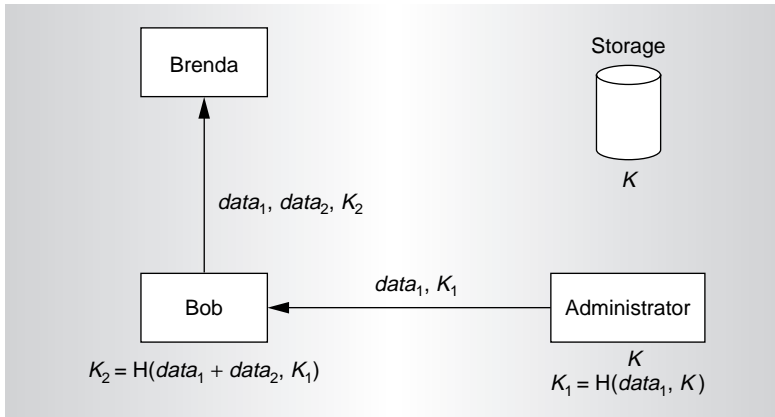 Brenda
Storage
K
data₁, data₂, K₂
data₁, K₁
Bob
Administrator
K₂ = H(data₁ + data₂, K₁)
K
K₁ = H(data₁, K)